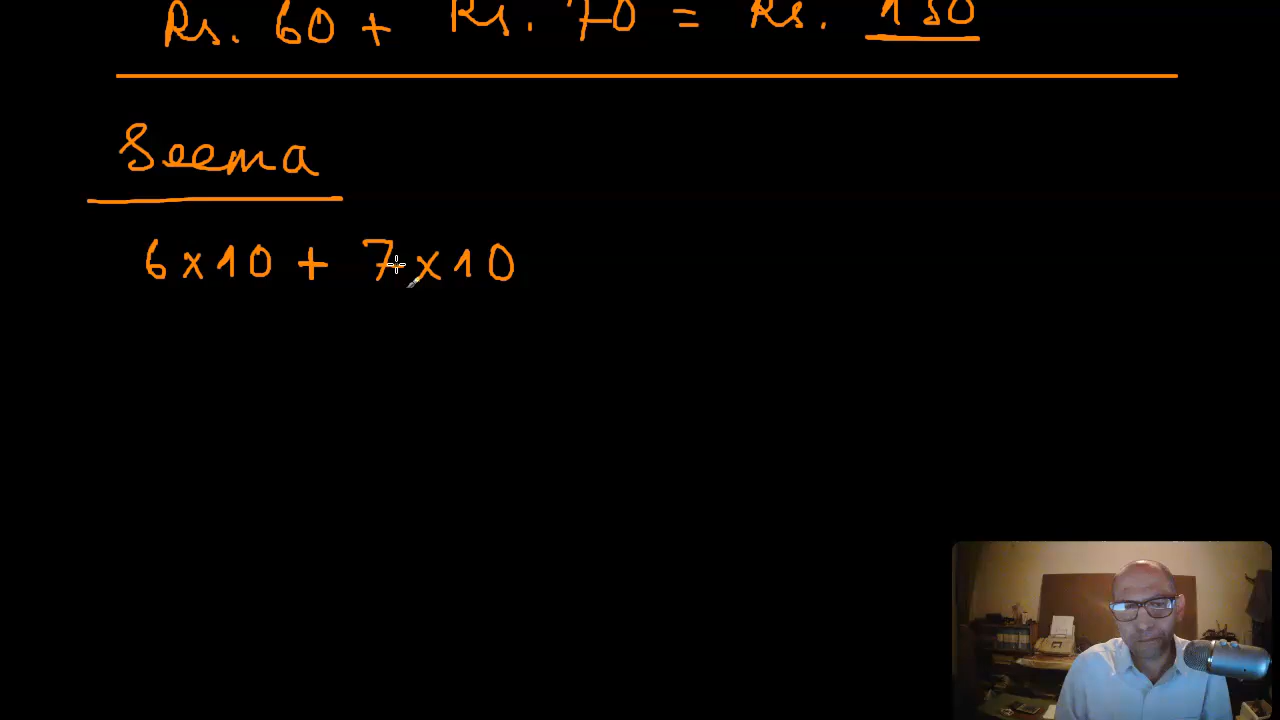 Rs. 60 + Rs. 70 = Rs. 130
Seema
6 x 10 + 7 x 10